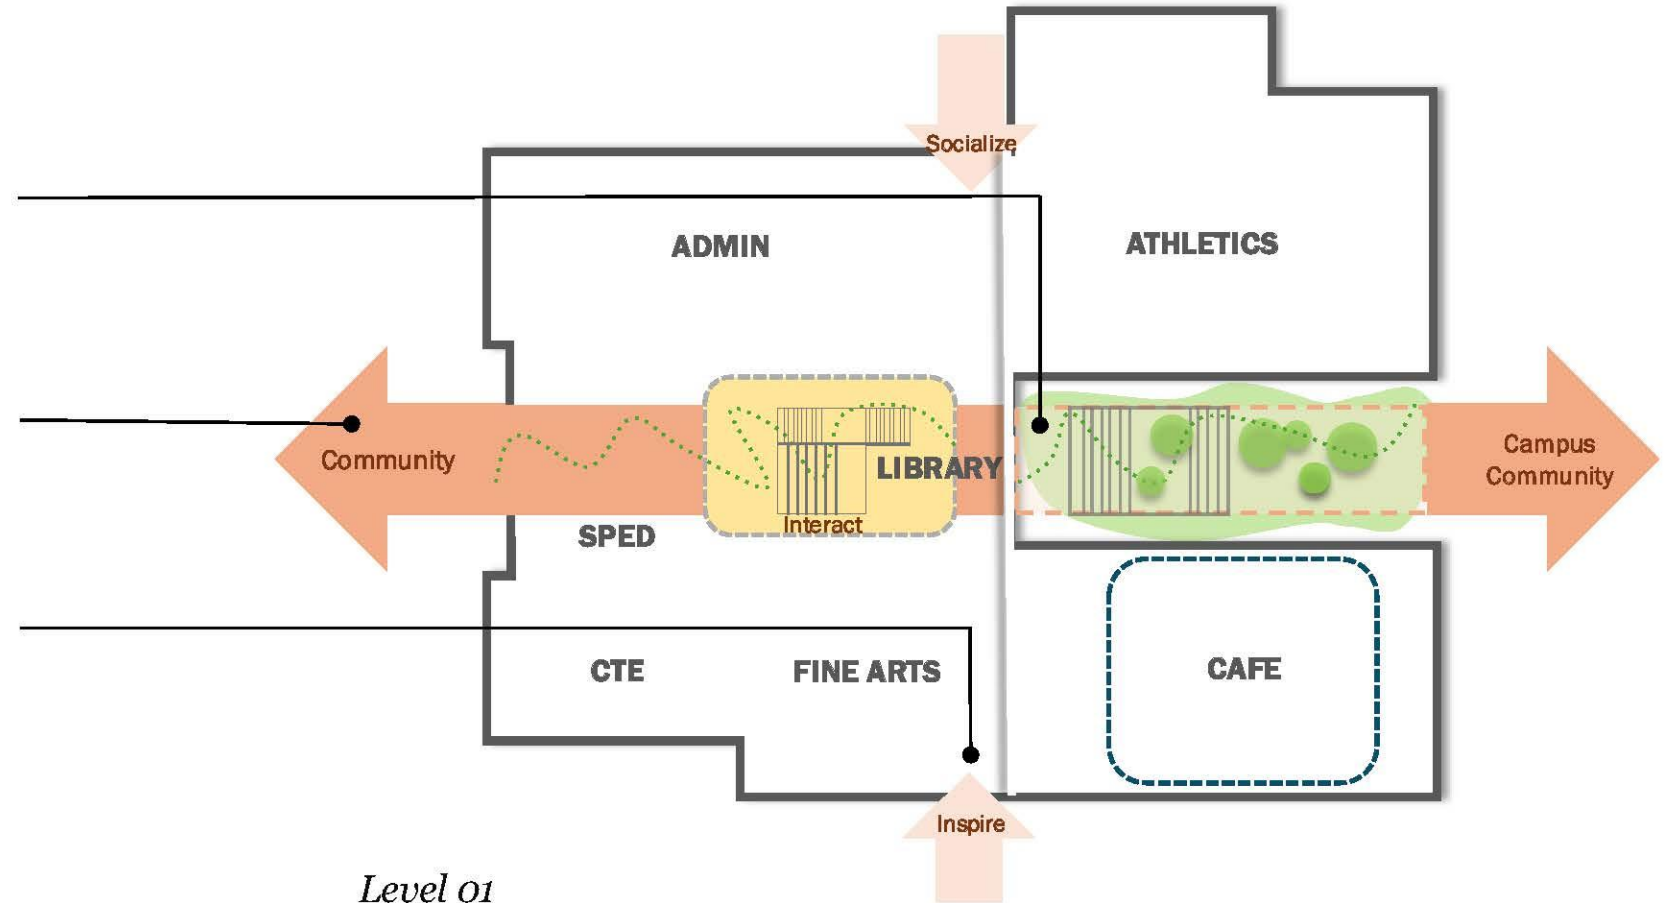 Socialize
ADMIN
ATHLETICS
Community
LIBRARY
Campus
Community
Interact
SPED
CTE
FINE ARTS
CAFE
Inspire
Level 01